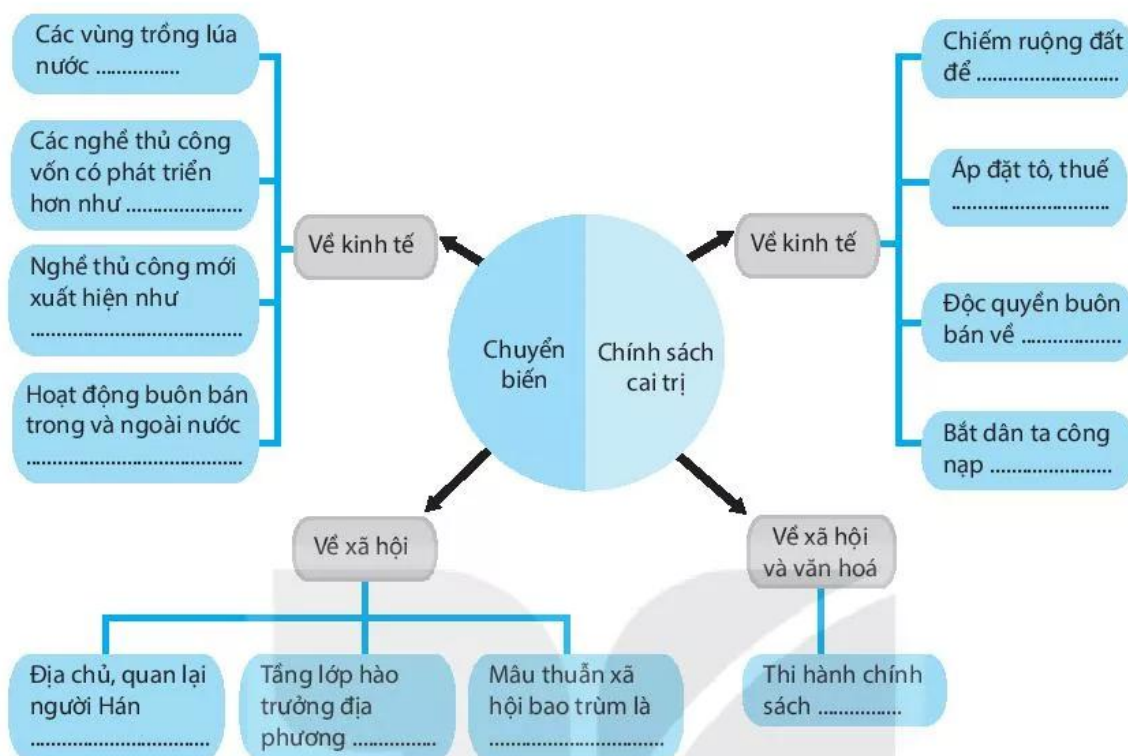 Các vùng trồng lúa
nước ................
Các nghề thủ công
vốn có phát triển
hơn như ......................
Nghề thủ công mới
xuất hiện như
........................................
Hoạt động buôn bán
trong và ngoài nước
.........................................
Về kinh tế
Chuyển
biến
Chính sách
cai trị
Về kinh tế
Chiếm ruộng đất
để ...........................
Áp đặt tô, thuế
..............................
Độc quyền buôn
bán về ...................
Bắt dân ta công
nạp .......................
Về xã hội
Địa chủ, quan lại
người Hán
.................................
Tầng lớp hào
trưởng địa
phương ................
Mâu thuẫn xã
hội bao trùm là
.................................
Về xã hội
và văn hoá
Thi hành chính
sách ................